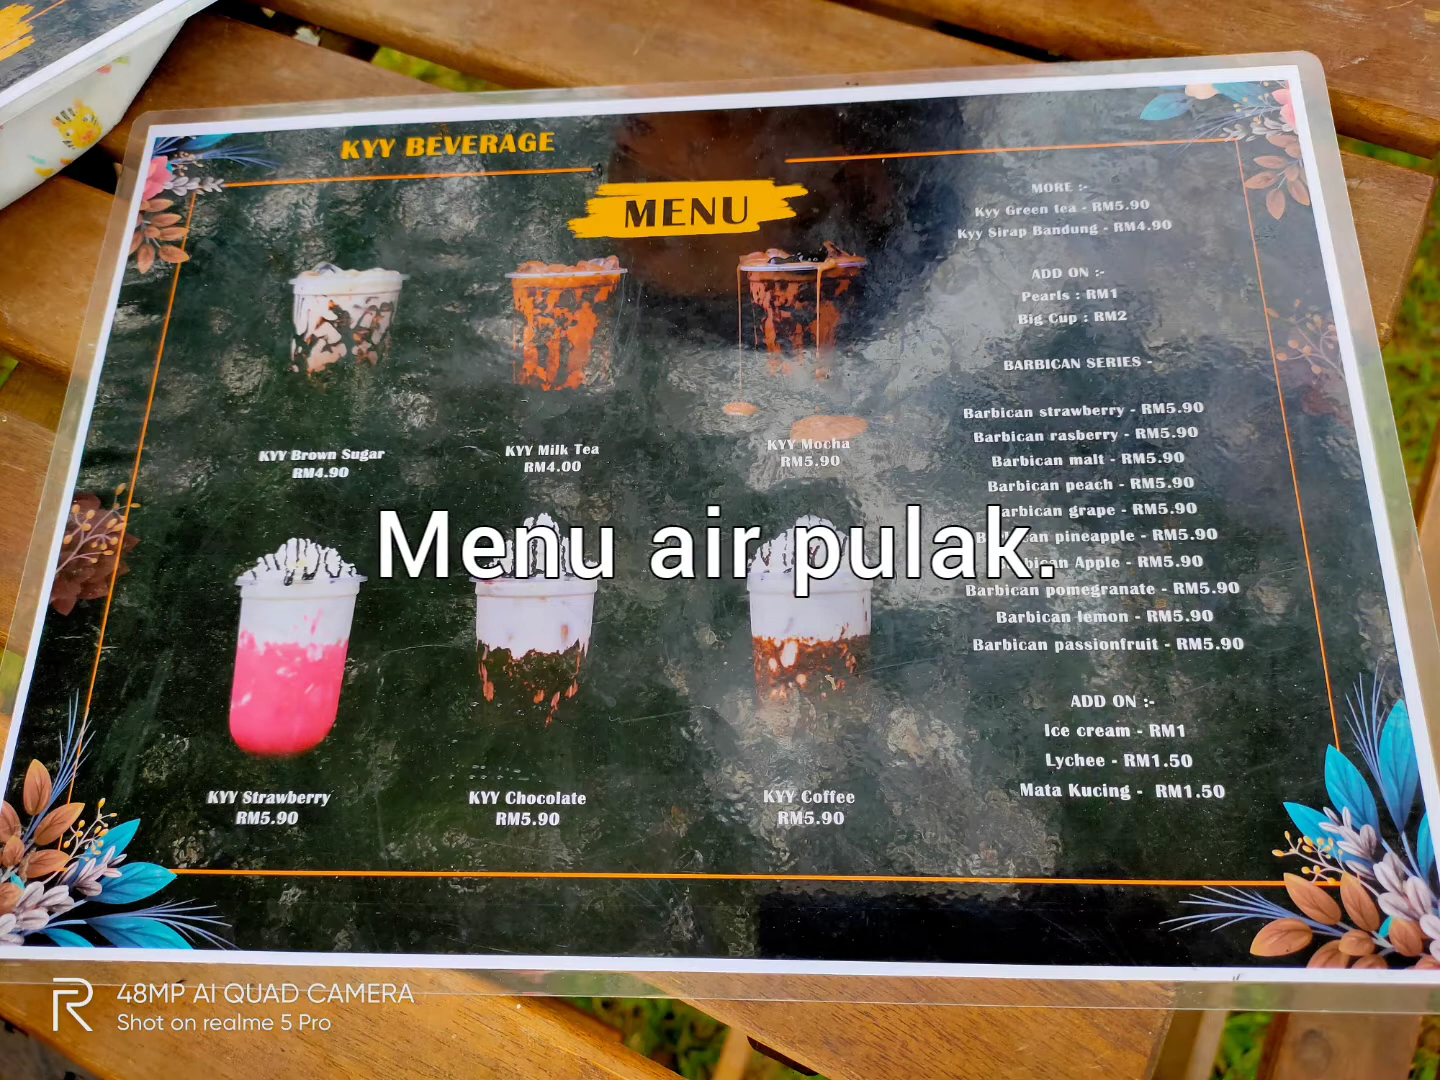 KYY BEVERAGE
MENU
KYY Brown Sugar
RM4.90
KYY Milk Tea
RM4.00
KYY Mocha
RM5.90
KYY Strawberry
RM5.90
KYY Chocolate
RM5.90
KYY Coffee
RM5.90
MORE :-
Kyy Green tea - RM5.90
Kyy Sirap Bandung - RM4.90
ADD ON :-
Pearls : RM1
Big Cup : RM2
BARBICAN SERIES -
Barbican strawberry - RM5.90
Barbican rasberry - RM5.90
Barbican malt - RM5.90
Barbican peach - RM5.90
Barbican grape - RM5.90
pineapple - RM5.90
Apple - RM5.90
Barbican pomegranate - RM5.90
Barbican lemon - RM5.90
Barbican passionfruit - RM5.90
ADD ON :-
Ice cream - RM1
Lychee - RM1.50
Mata Kucing - RM1.50
Menu air pulak.
48MP AI QUAD CAMERA
Shot on realme 5 Pro